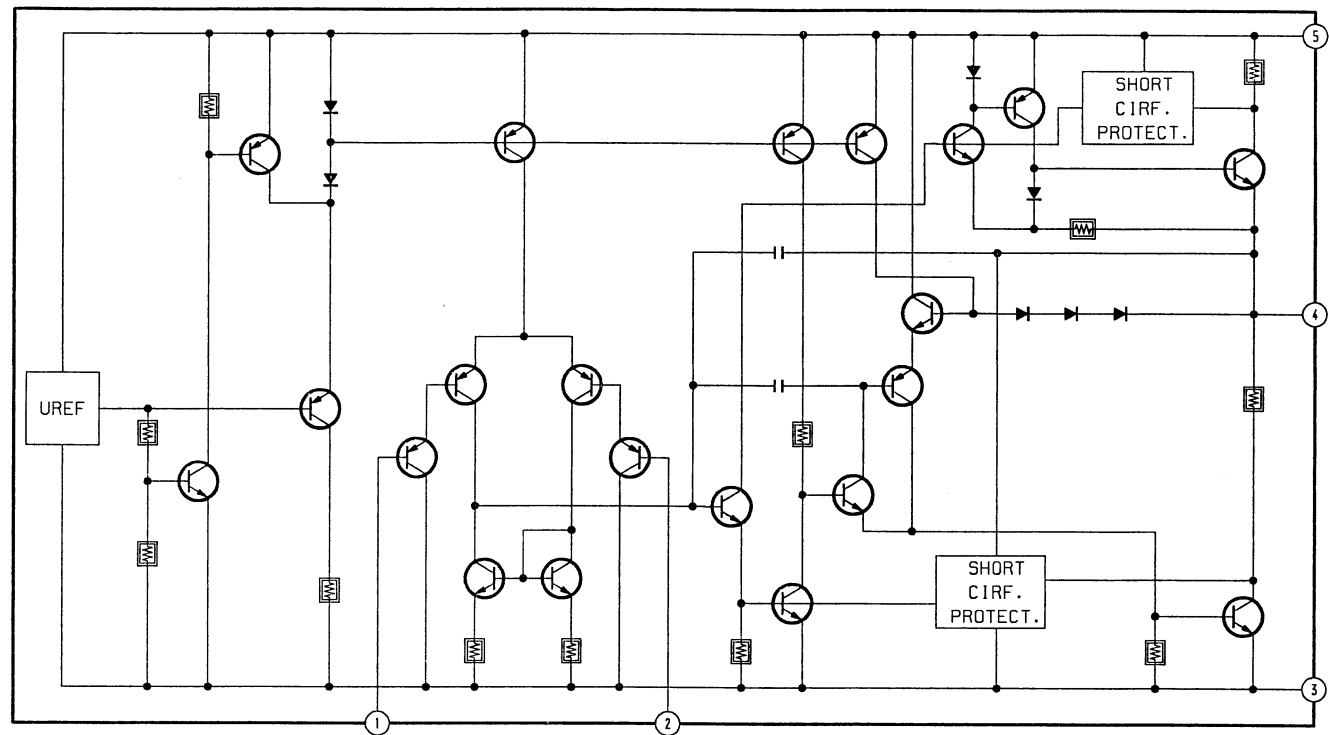 5
SHORT
CIRF.
PROTECT.
4
UREF
SHORT
CIRF.
PROTECT.
3
1
2